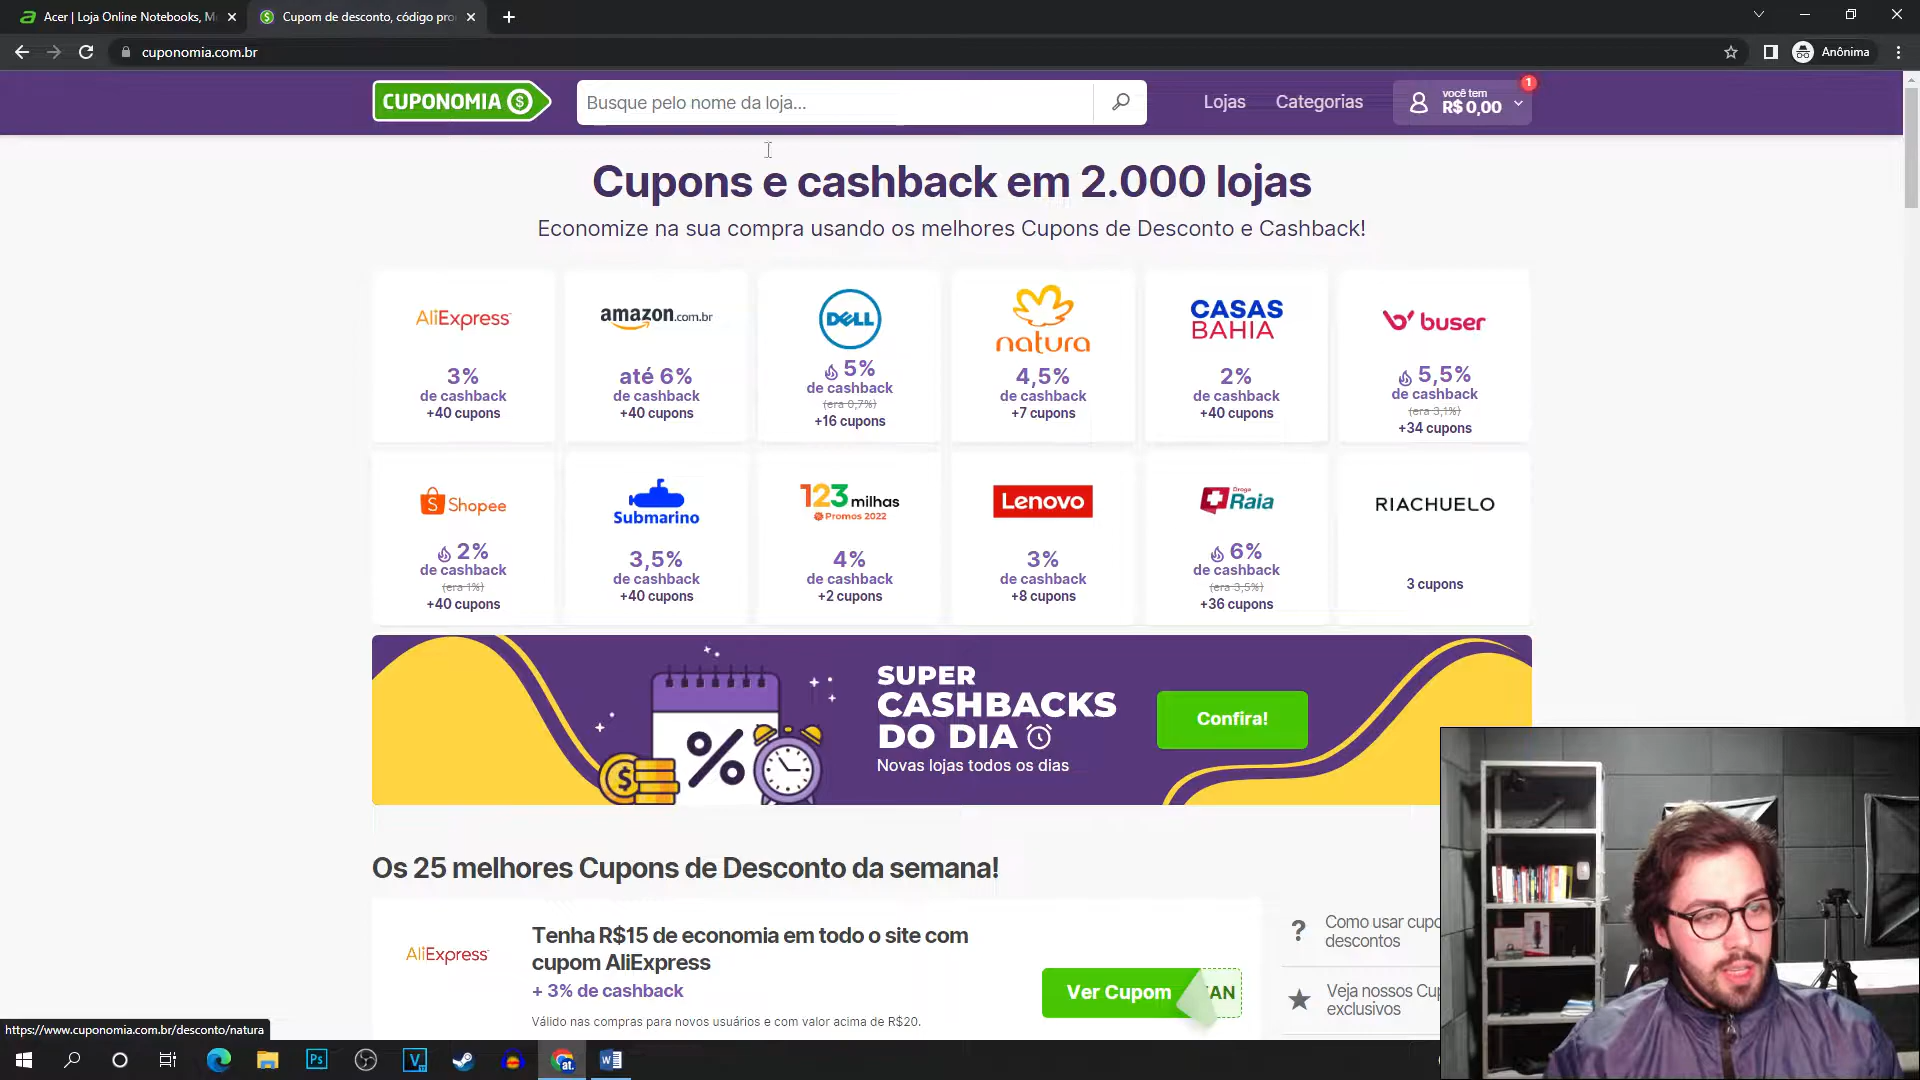 Acer | Loja Online Notebooks, M
Cupom de desconto, código pro
cuponomia.com.br
Anônima
CUPONOMIA $
Busque pelo nome da loja...
Lojas
Categorias
você tem
R$ 0,00
1
Cupons e cashback em 2.000 lojas
Economize na sua compra usando os melhores Cupons de Desconto e Cashback!
AliExpress
3%
de cashback
+40 cupons
amazon.com.br
até 6%
de cashback
+40 cupons
DELL
5%
de cashback
(era 0,7%)
+16 cupons
natura
4,5%
de cashback
+7 cupons
CASAS
BAHIA
2%
de cashback
+40 cupons
buser
5,5%
de cashback
(era 3,1%)
+34 cupons
Shopee
2%
de cashback
(era 1%)
+40 cupons
Submarino
3,5%
de cashback
+40 cupons
123 milhas
Promos 2022
4%
de cashback
+2 cupons
Lenovo
3%
de cashback
+8 cupons
Droga
Raia
6%
de cashback
(era 3,5%)
+36 cupons
RIACHUELO
3 cupons
SUPER
CASHBACKS
DO DIA
Novas lojas todos os dias
Confira!
Os 25 melhores Cupons de Desconto da semana!
AliExpress
Tenha R$15 de economia em todo o site com
cupom AliExpress
+ 3% de cashback
Válido nas compras para novos usuários e com valor acima de R$20.
Ver Cupom
AN
Como usar cupo
descontos
Veja nossos Cu
exclusivos
https://www.cuponomia.com.br/desconto/natura